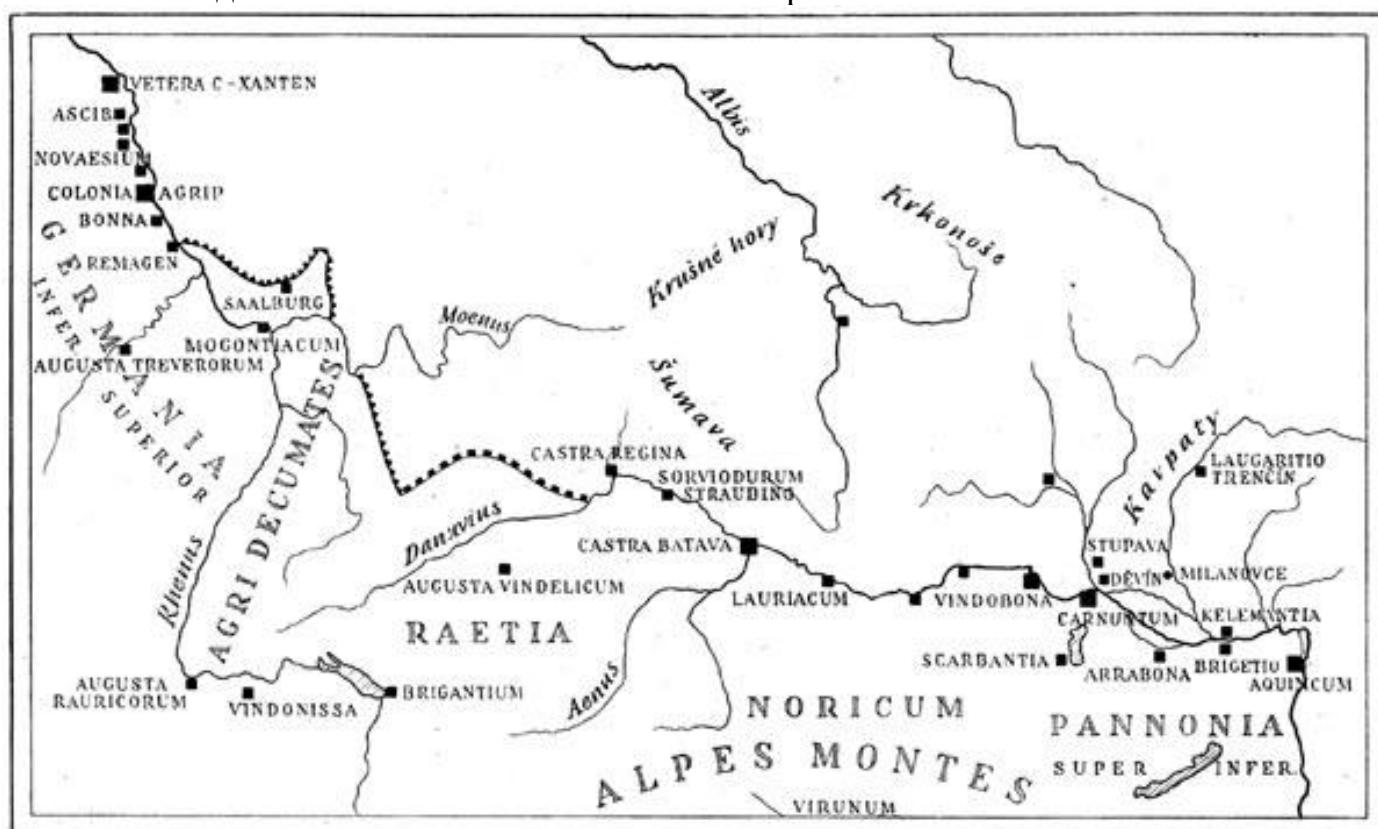 VETERA C-XANTEN
ASCIB
NOVAESIUM
COLONIA AGRIP
BONNA
REMAGEN
GERMANIA
INFER
SUPERIOR
SAALBURG
MOGONTIACUM
AUGUSTA TREVERORUM
AGRI DECUMATES
Rhenus
Moenus
Albis
Krušné hory
Krkonoše
Šumava
Karpaty
CASTRA REGINA
SORVIODURUM
STRAUDING
LAUGARITIO
TRENČÍN
Danxvius
CASTRA BATAVA
STUPAVA
DĚVÍN
MILANOVCE
AUGUSTA VINDELICUM
LAURIACUM
VINDOBONA
CARNUNTUM
KELEMANTIA
RAETIA
SCARBANTIA
ARRABONA
BRIGETIO
AQUINCUM
AUGUSTA
RAURICORUM
VINDONISSA
BRIGANTIUM
Aenus
NORICUM
PANNONIA
SUPER INFER
ALPES MONTES
VIRUNUM